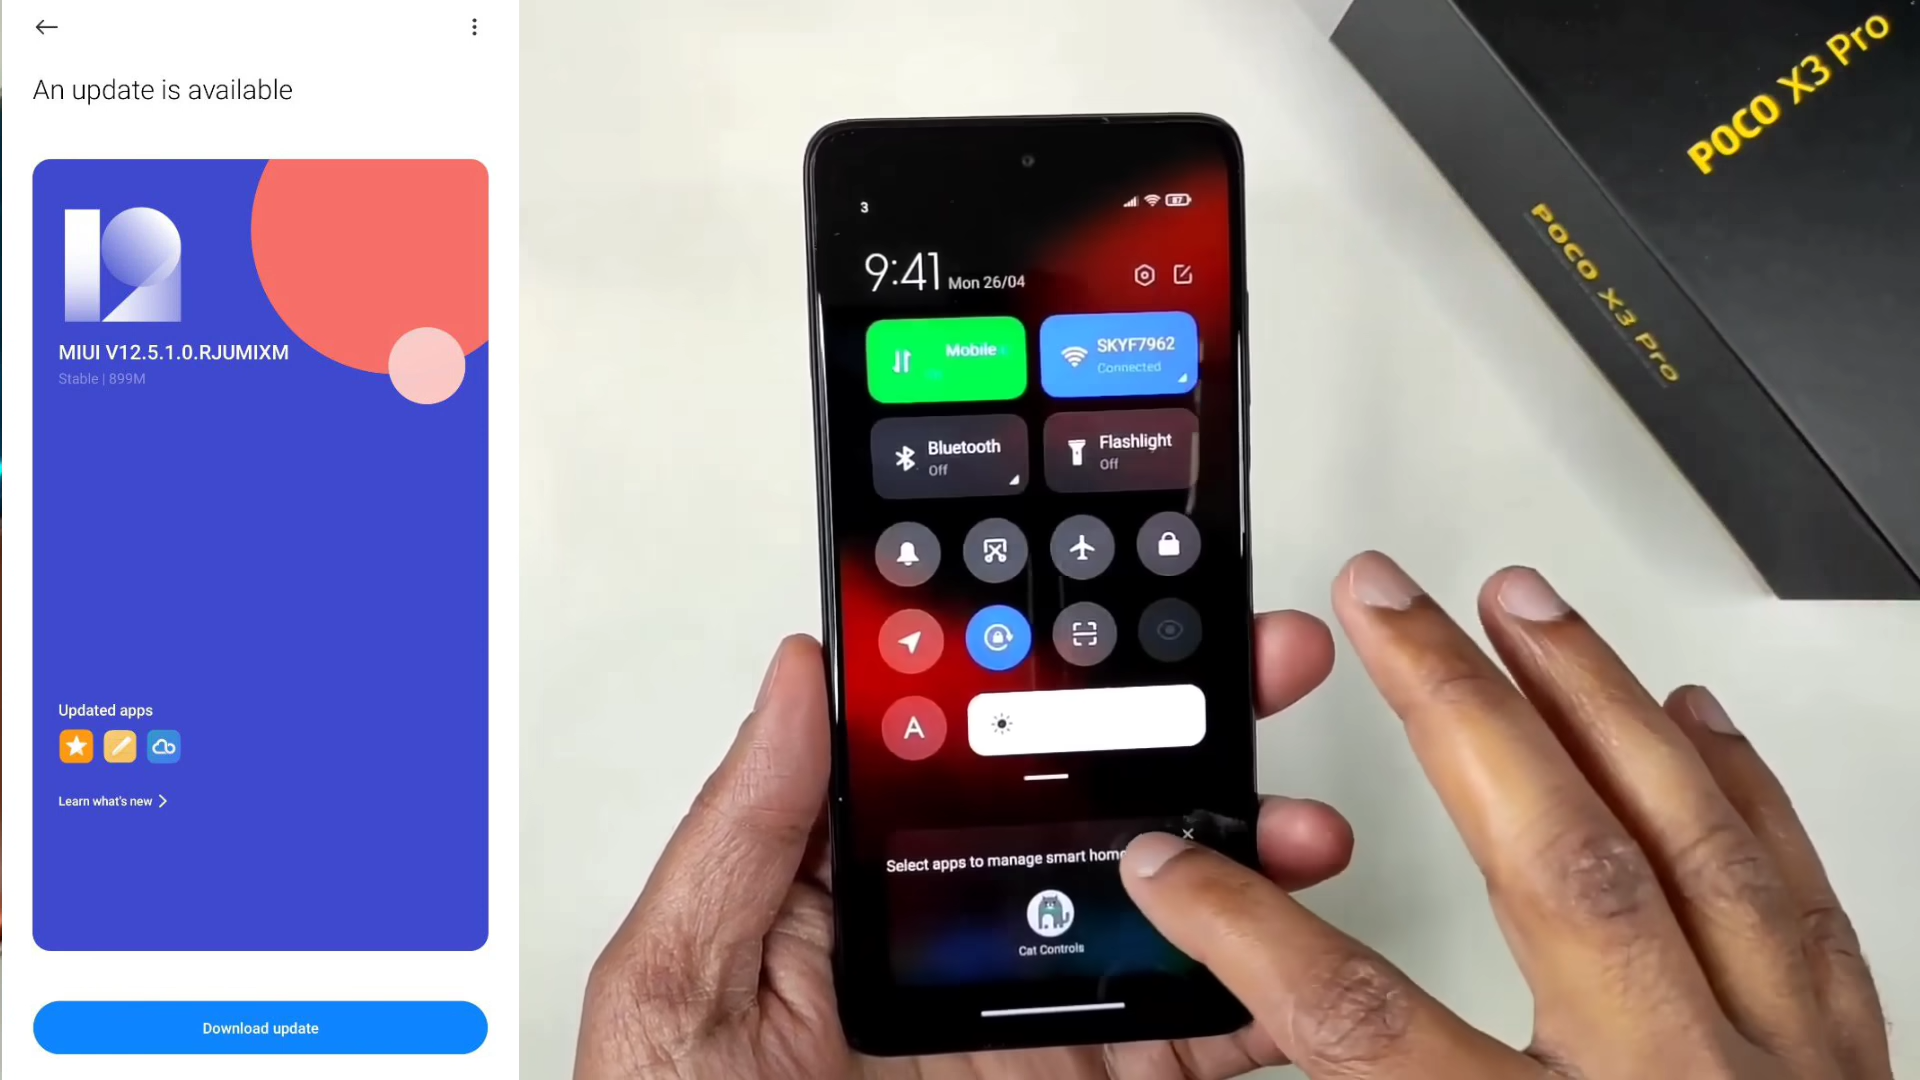 An update is available
MIUI V12.5.1.0.RJUMIXM
Stable | 899M
Updated apps
Learn what's new
Download update
3
87
9:41 Mon 26/04
Mobile
SKYF7962
Connected
Bluetooth
Off
Flashlight
Off
A
Select apps to manage smart home
Cat Controls
POCO X3 Pro
POCO X3 Pro